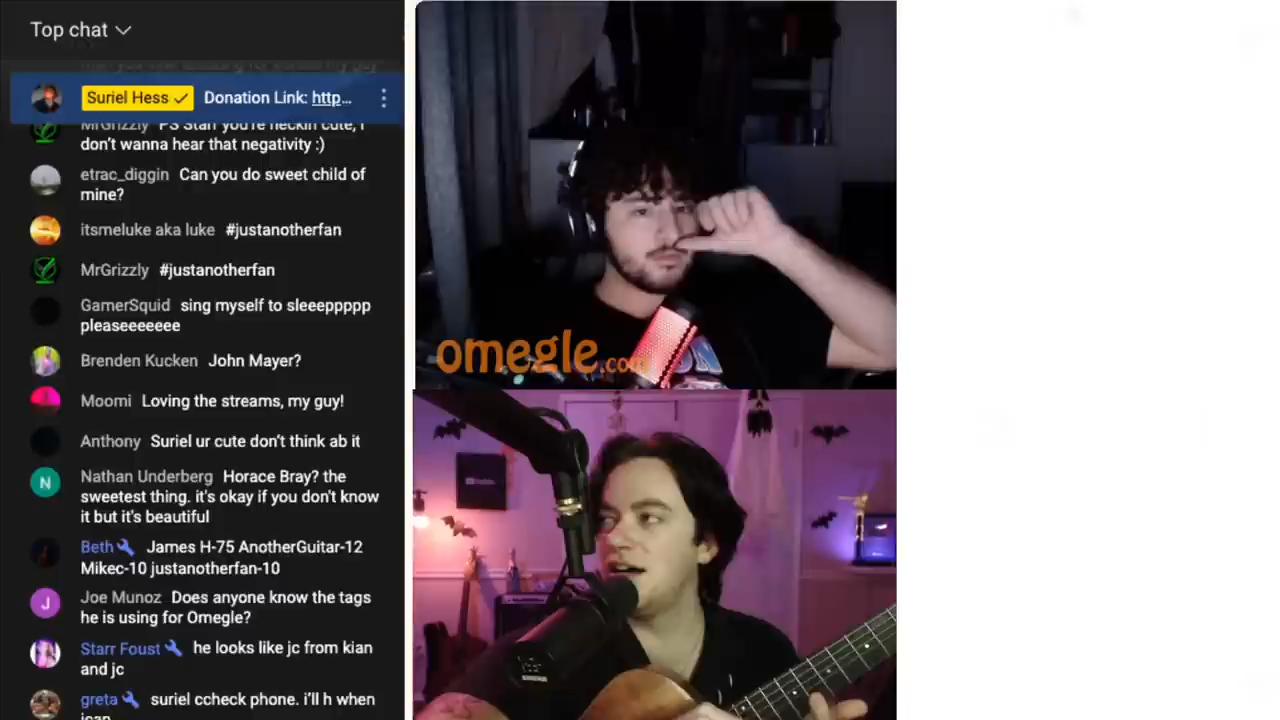 Top chat
Suriel Hess Donation Link: http...
MrGrizzly PS Starr you're heckin cute, I
don't wanna hear that negativity :)
etrac_diggin Can you do sweet child of
mine?
itsmeluke aka luke #justanotherfan
MrGrizzly #justanotherfan
GamerSquid sing myself to sleeeppppp
pleaseeeeeee
Brenden Kucken John Mayer?
Moomi Loving the streams, my guy!
Anthony Suriel ur cute don't think ab it
N
Nathan Underberg Horace Bray? the
sweetest thing. it's okay if you don't know
it but it's beautiful
Beth James H-75 AnotherGuitar-12
Mikec-10 justanotherfan-10
J
Joe Munoz Does anyone know the tags
he is using for Omegle?
Starr Foust he looks like jc from kian
and jc
greta suriel ccheck phone. i'll h when
omegle.com